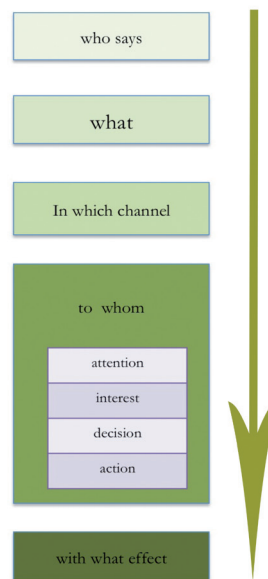 who says
what
In which channel
to whom
attention
interest
decision
action
with what effect